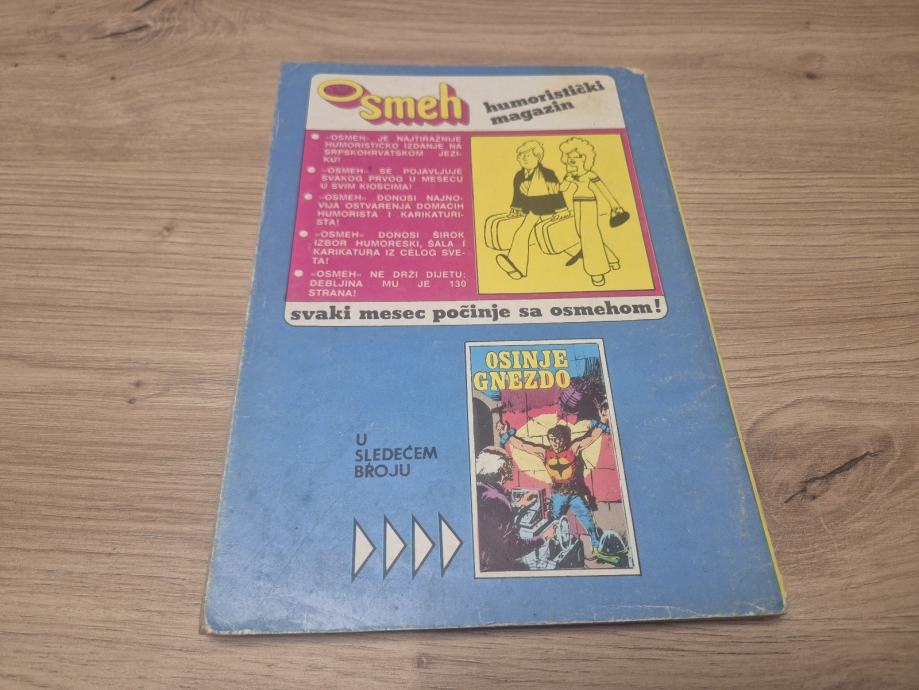 Osmeh
humoristički
magazin
»OSMEH« JE NAJTIRAŽNIJE
HUMORISTIČKO IZDANJE NA
SRPSKOHRVATSKOM JEZI-
KU!
»OSMEH« SE POJAVLJUJE
SVAKOG PRVOG U MESECU
U SVIM KIOSCIMA!
»OSMEH« DONOSI NAJNO-
VIJA OSTVARENJA DOMAĆIH
HUMORISTA I KARIKATURI-
STA!
»OSMEH« DONOSI ŠIROK
IZBOR HUMORESKI, ŠALA I
KARIKATURA IZ CELOG SVE-
TA!
»OSMEH« NE DRŽI DIJETU:
DEBLJINA MU JE 130
STRANA!
svaki mesec počinje sa osmehom!
OSINJE
GNEZDO
U
SLEDEĆEM
BROJU